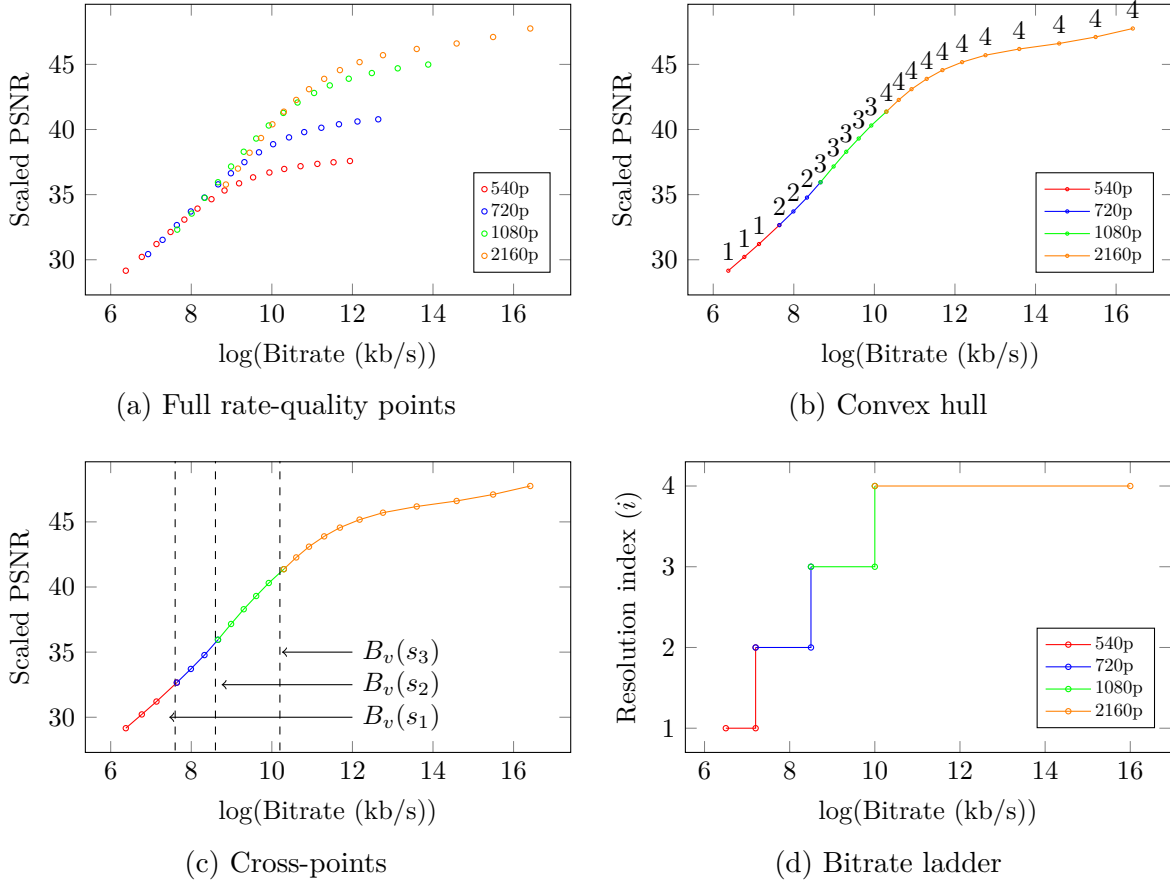 45
40
35
30
6 8 10 12 14 16
Scaled PSNR
log(Bitrate (kb/s))
540p
720p
1080p
2160p
(a) Full rate-quality points
45
40
35
30
6 8 10 12 14 16
Scaled PSNR
log(Bitrate (kb/s))
1 1 1 2 2 2 3 3 3 3 3 4 4 4 4 4 4 4 4 4 4 4
540p
720p
1080p
2160p
(b) Convex hull
45
40
35
30
6 8 10 12 14 16
Scaled PSNR
log(Bitrate (kb/s))
B_v(s_3)
B_v(s_2)
B_v(s_1)
(c) Cross-points
4
3
2
1
6 8 10 12 14 16
Resolution index (i)
log(Bitrate (kb/s))
540p
720p
1080p
2160p
(d) Bitrate ladder